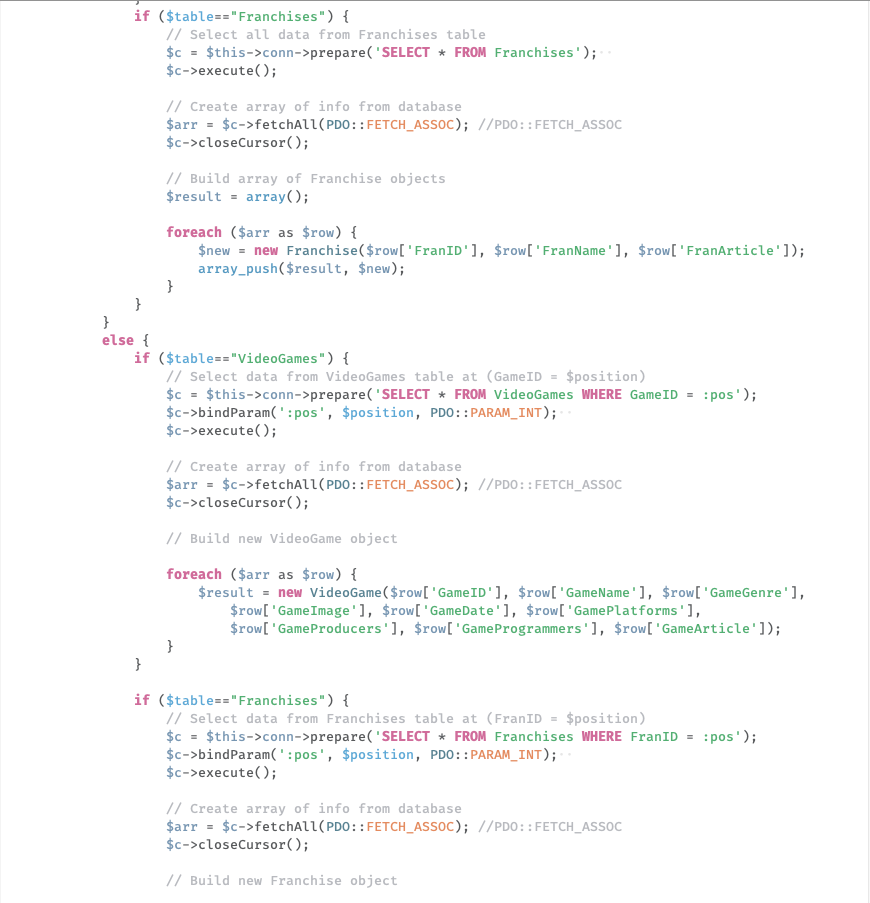 }
if ($table=="Franchises") {
// Select all data from Franchises table
$c = $this->conn->prepare('SELECT * FROM Franchises');
$c->execute();
// Create array of info from database
$arr = $c->fetchAll(PDO::FETCH_ASSOC); //PDO::FETCH_ASSOC
$c->closeCursor();
// Build array of Franchise objects
$result = array();
foreach ($arr as $row) {
$new = new Franchise($row['FranID'], $row['FranName'], $row['FranArticle']);
array_push($result, $new);
}
}
}
else {
if ($table=="VideoGames") {
// Select data from VideoGames table at (GameID = $position)
$c = $this->conn->prepare('SELECT * FROM VideoGames WHERE GameID = :pos');
$c->bindParam(':pos', $position, PDO::PARAM_INT);
$c->execute();
// Create array of info from database
$arr = $c->fetchAll(PDO::FETCH_ASSOC); //PDO::FETCH_ASSOC
$c->closeCursor();
// Build new VideoGame object
foreach ($arr as $row) {
$result = new VideoGame($row['GameID'], $row['GameName'], $row['GameGenre'],
$row['GameImage'], $row['GameDate'], $row['GamePlatforms'],
$row['GameProducers'], $row['GameProgrammers'], $row['GameArticle']);
}
}
if ($table=="Franchises") {
// Select data from Franchises table at (FranID = $position)
$c = $this->conn->prepare('SELECT * FROM Franchises WHERE FranID = :pos');
$c->bindParam(':pos', $position, PDO::PARAM_INT);
$c->execute();
// Create array of info from database
$arr = $c->fetchAll(PDO::FETCH_ASSOC); //PDO::FETCH_ASSOC
$c->closeCursor();
// Build new Franchise object